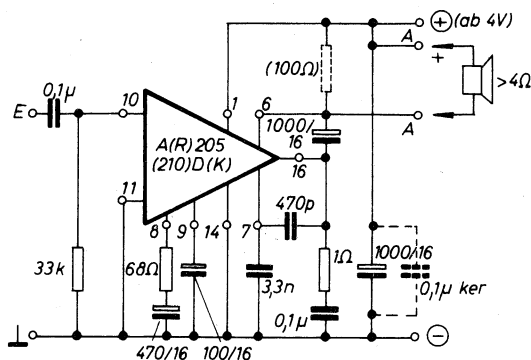 ⊕ (ab 4V)
A
+
(100Ω)
>4Ω
0,1µ
E
10
1
6
A
1000/
16
A(R) 205
(210)D(K)
16
11
470p
8
9
14
7
1Ω
1000/16
33k
68Ω
3,3n
0,1µ ker
0,1µ
⊖
470/16
100/16